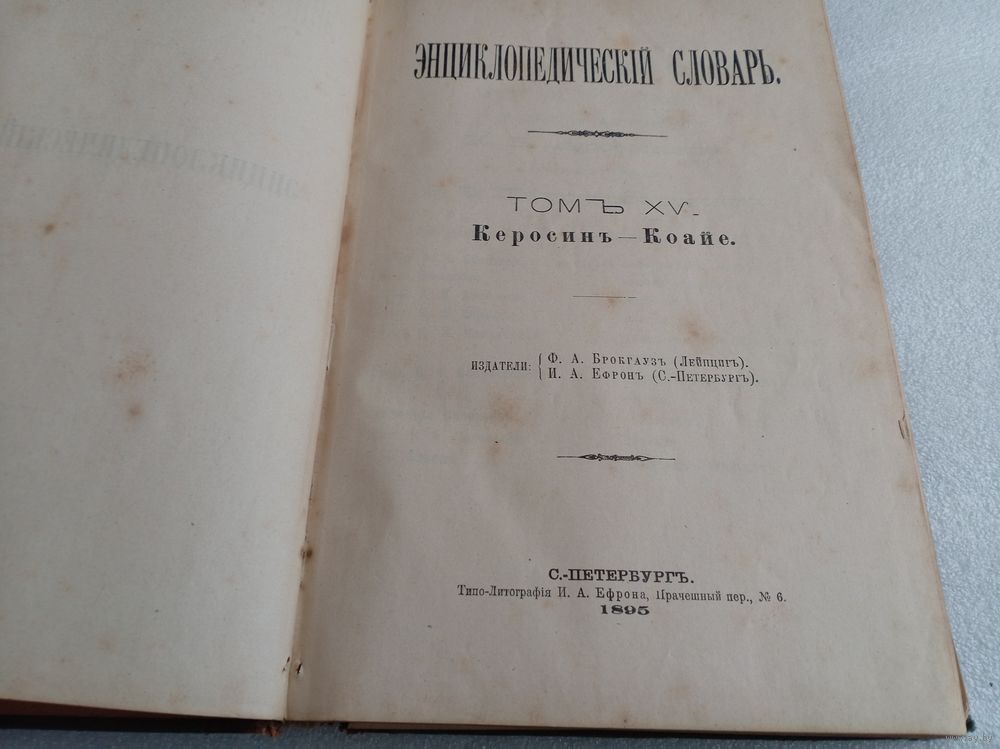 ЭНЦИКЛОПЕДИЧЕСКІЙ СЛОВАРЬ.
ТОМЪ XV.
Керосинъ—Коайе.
ИЗДАТЕЛИ: { Ф. А. Брокгаузъ (Лейпцигъ).
И. А. Ефронъ (С.-Петербургъ).
С.-ПЕТЕРБУРГЪ.
Типо-Литографія И. А. Ефрона, Прачешный пер., № 6.
1895